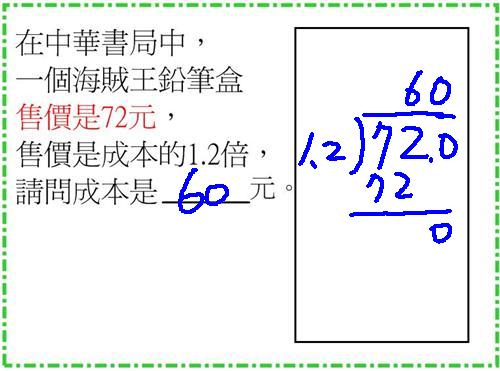 在中華書局中，
一個海賊王鉛筆盒
售價是72元，
售價是成本的1.2倍，
請問成本是 60 元。
60
1.2)72.0
72
0